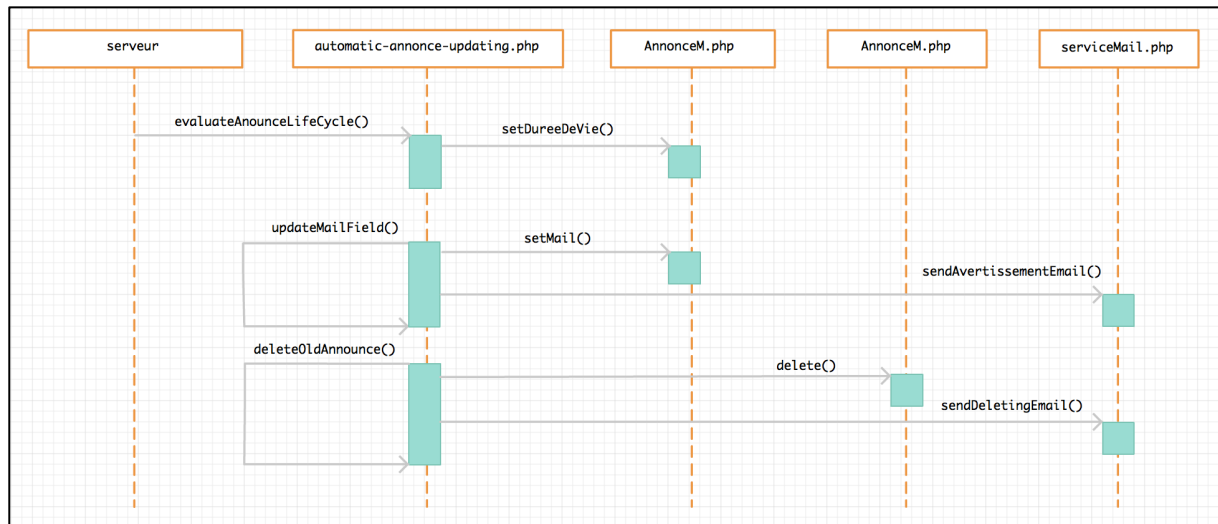 serveur
automatic-annonce-updating.php
AnnonceM.php
AnnonceM.php
serviceMail.php
evaluateAnounceLifeCycle()
setDureeDeVie()
updateMailField()
setMail()
sendAvertissementEmail()
deleteOldAnnounce()
delete()
sendDeletingEmail()